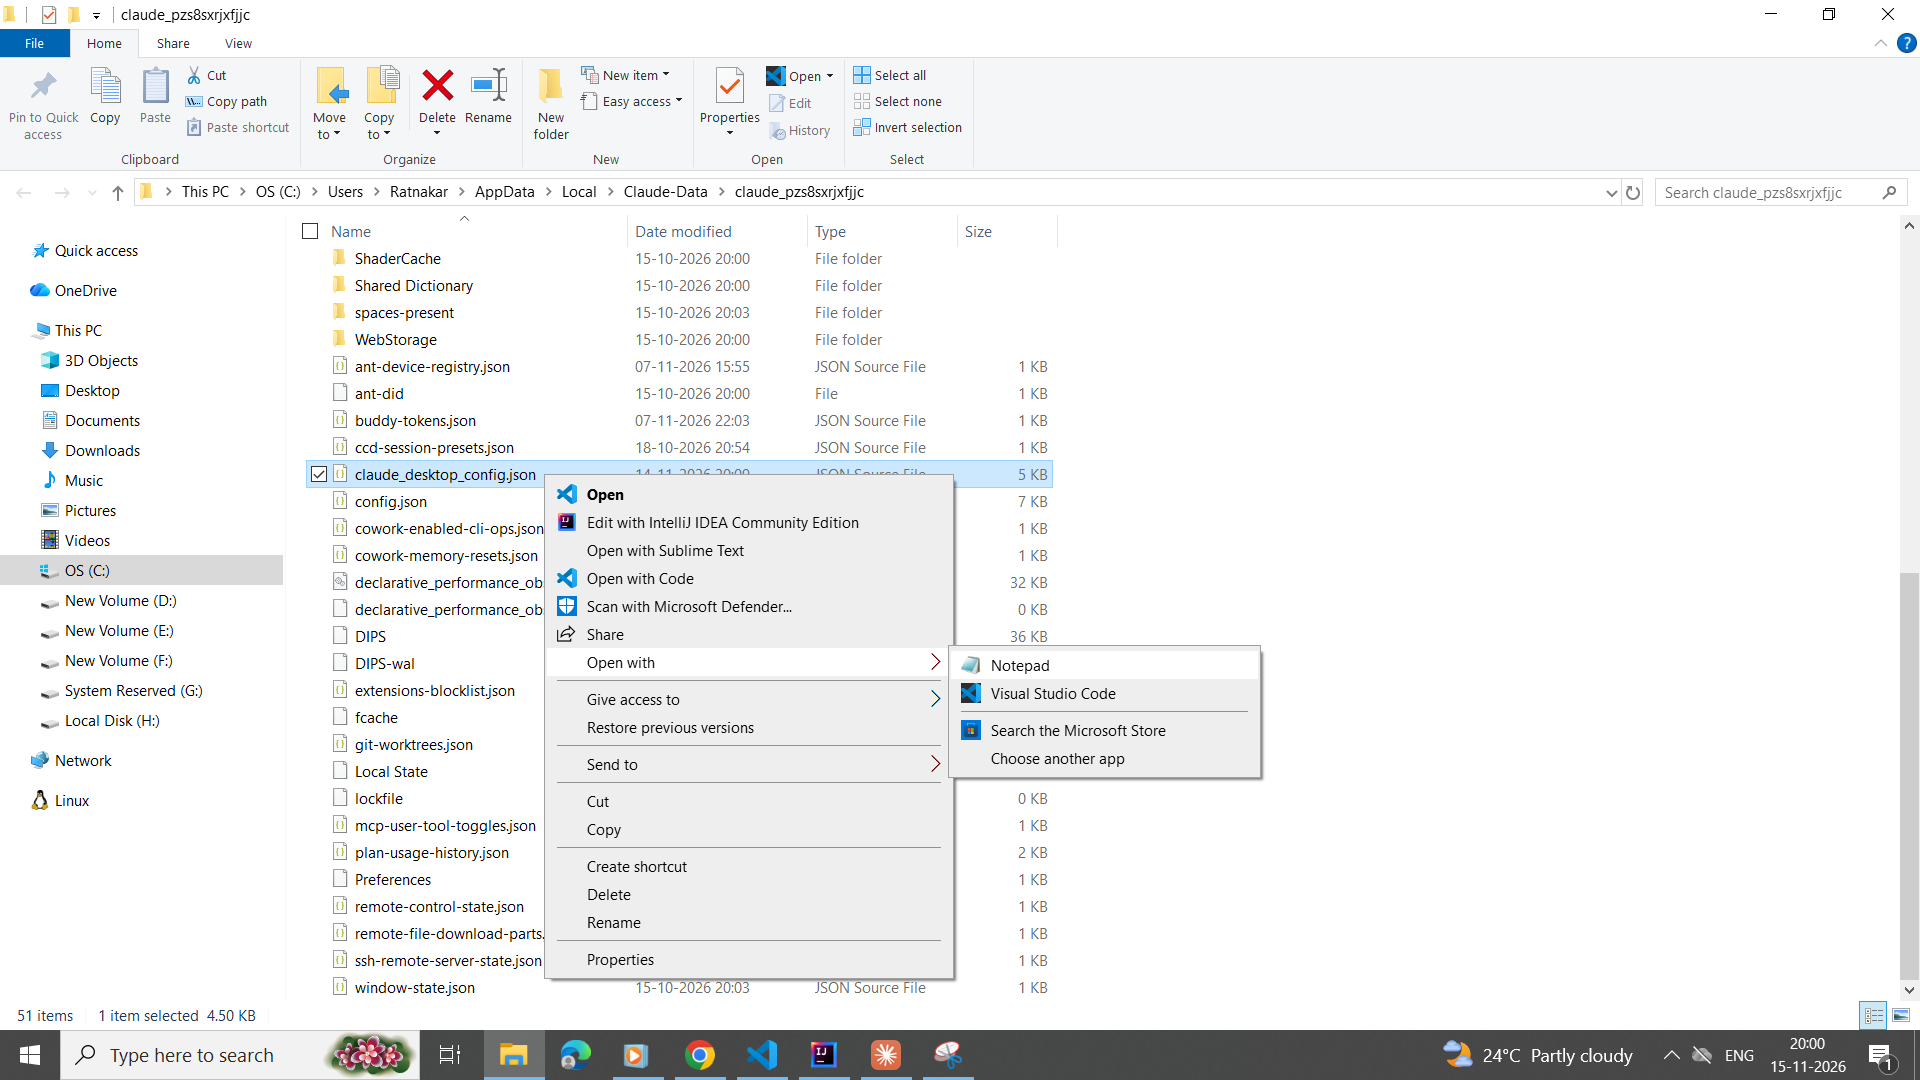 claude_pzs8sxrjxfjjc
File Home Share View
Pin to Quick access
Copy
Paste
Cut
Copy path
Paste shortcut
Clipboard
Move to
Copy to
Delete
Rename
Organize
New folder
New item
Easy access
New
Properties
Open
Edit
History
Open
Select all
Select none
Invert selection
Select
This PC OS (C:) Users Ratnakar AppData Local Claude-Data claude_pzs8sxrjxfjjc
Search claude_pzs8sxrjxfjjc
Quick access
OneDrive
This PC
3D Objects
Desktop
Documents
Downloads
Music
Pictures
Videos
OS (C:)
New Volume (D:)
New Volume (E:)
New Volume (F:)
System Reserved (G:)
Local Disk (H:)
Network
Linux
Name Date modified Type Size
ShaderCache 15-10-2026 20:00 File folder
Shared Dictionary 15-10-2026 20:00 File folder
spaces-present 15-10-2026 20:03 File folder
WebStorage 15-10-2026 20:00 File folder
ant-device-registry.json 07-11-2026 15:55 JSON Source File 1 KB
ant-did 15-10-2026 20:00 File 1 KB
buddy-tokens.json 07-11-2026 22:03 JSON Source File 1 KB
ccd-session-presets.json 18-10-2026 20:54 JSON Source File 1 KB
claude_desktop_config.json 5 KB
config.json 7 KB
cowork-enabled-cli-ops.json 1 KB
cowork-memory-resets.json 1 KB
declarative_performance_ob 32 KB
declarative_performance_ob 0 KB
DIPS 36 KB
DIPS-wal
extensions-blocklist.json
fcache
git-worktrees.json
Local State
lockfile 0 KB
mcp-user-tool-toggles.json 1 KB
plan-usage-history.json 2 KB
Preferences 1 KB
remote-control-state.json 1 KB
remote-file-download-parts. 1 KB
ssh-remote-server-state.json 1 KB
window-state.json 15-10-2026 20:03 JSON Source File 1 KB
Open
Edit with IntelliJ IDEA Community Edition
Open with Sublime Text
Open with Code
Scan with Microsoft Defender...
Share
Open with
Give access to
Restore previous versions
Send to
Cut
Copy
Create shortcut
Delete
Rename
Properties
Notepad
Visual Studio Code
Search the Microsoft Store
Choose another app
51 items 1 item selected 4.50 KB
Type here to search
24°C Partly cloudy
ENG
20:00
15-11-2026
1